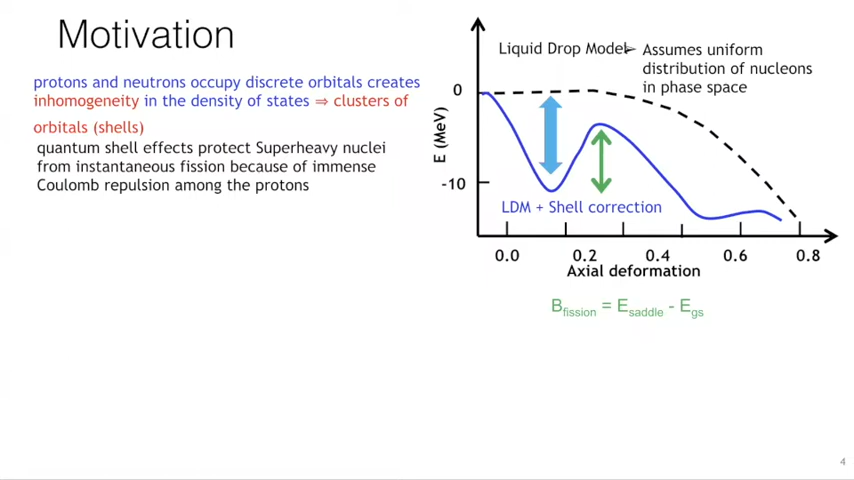 Motivation
protons and neutrons occupy discrete orbitals creates
inhomogeneity in the density of states ⇒ clusters of
orbitals (shells)
quantum shell effects protect Superheavy nuclei
from instantaneous fission because of immense
Coulomb repulsion among the protons
Liquid Drop Model
➢ Assumes uniform
distribution of nucleons
in phase space
E (MeV)
0
-10
LDM + Shell correction
0.0 0.2 0.4 0.6 0.8
Axial deformation
Bfission = Esaddle - Egs
4